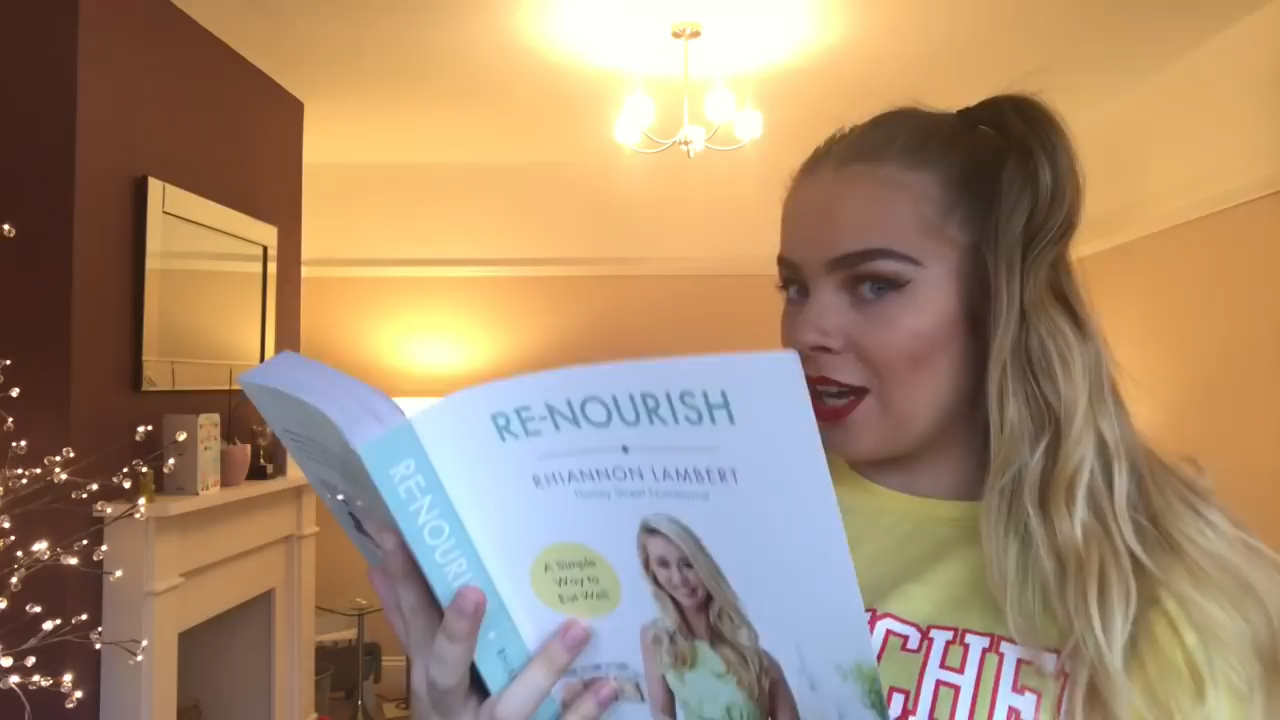 RE-NOURISH
RHIANNON LAMBERT
Harley Street Nutritionist
A Simple
Way to
Eat Well
RE-NOURI
CHE